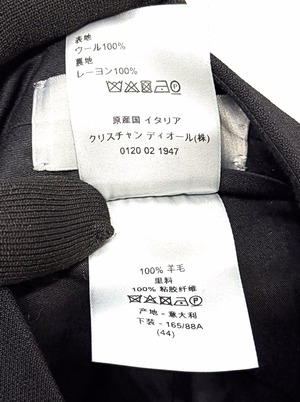 表地
ウール100%
裏地
レーヨン100%
原産国 イタリア
クリスチャン ディオール(株)
0120 02 1947
100% 羊毛
里料
100% 粘胶纤维
产地 - 意大利
下装 - 165/88A
(44)